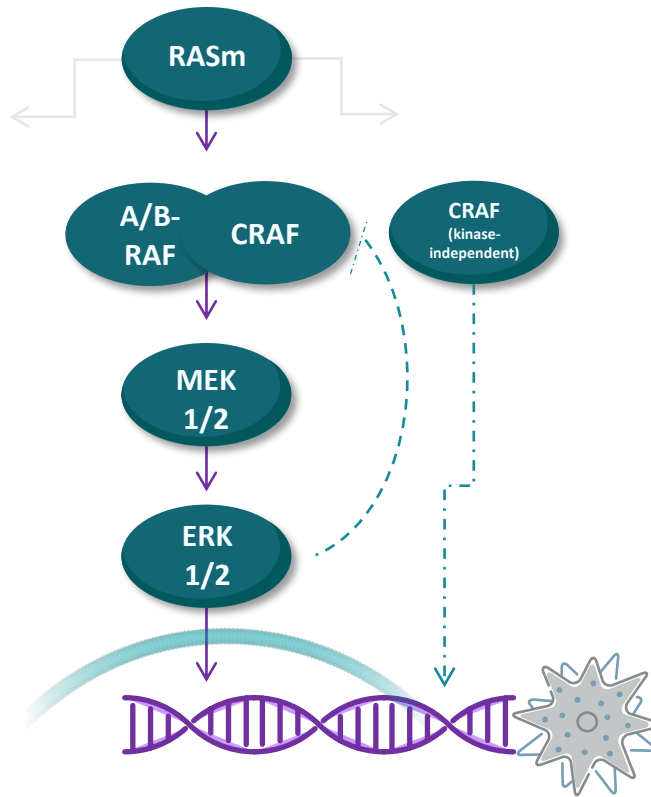 RASm
A/B-
RAF
CRAF
CRAF
(kinase-
independent)
MEK
1/2
ERK
1/2